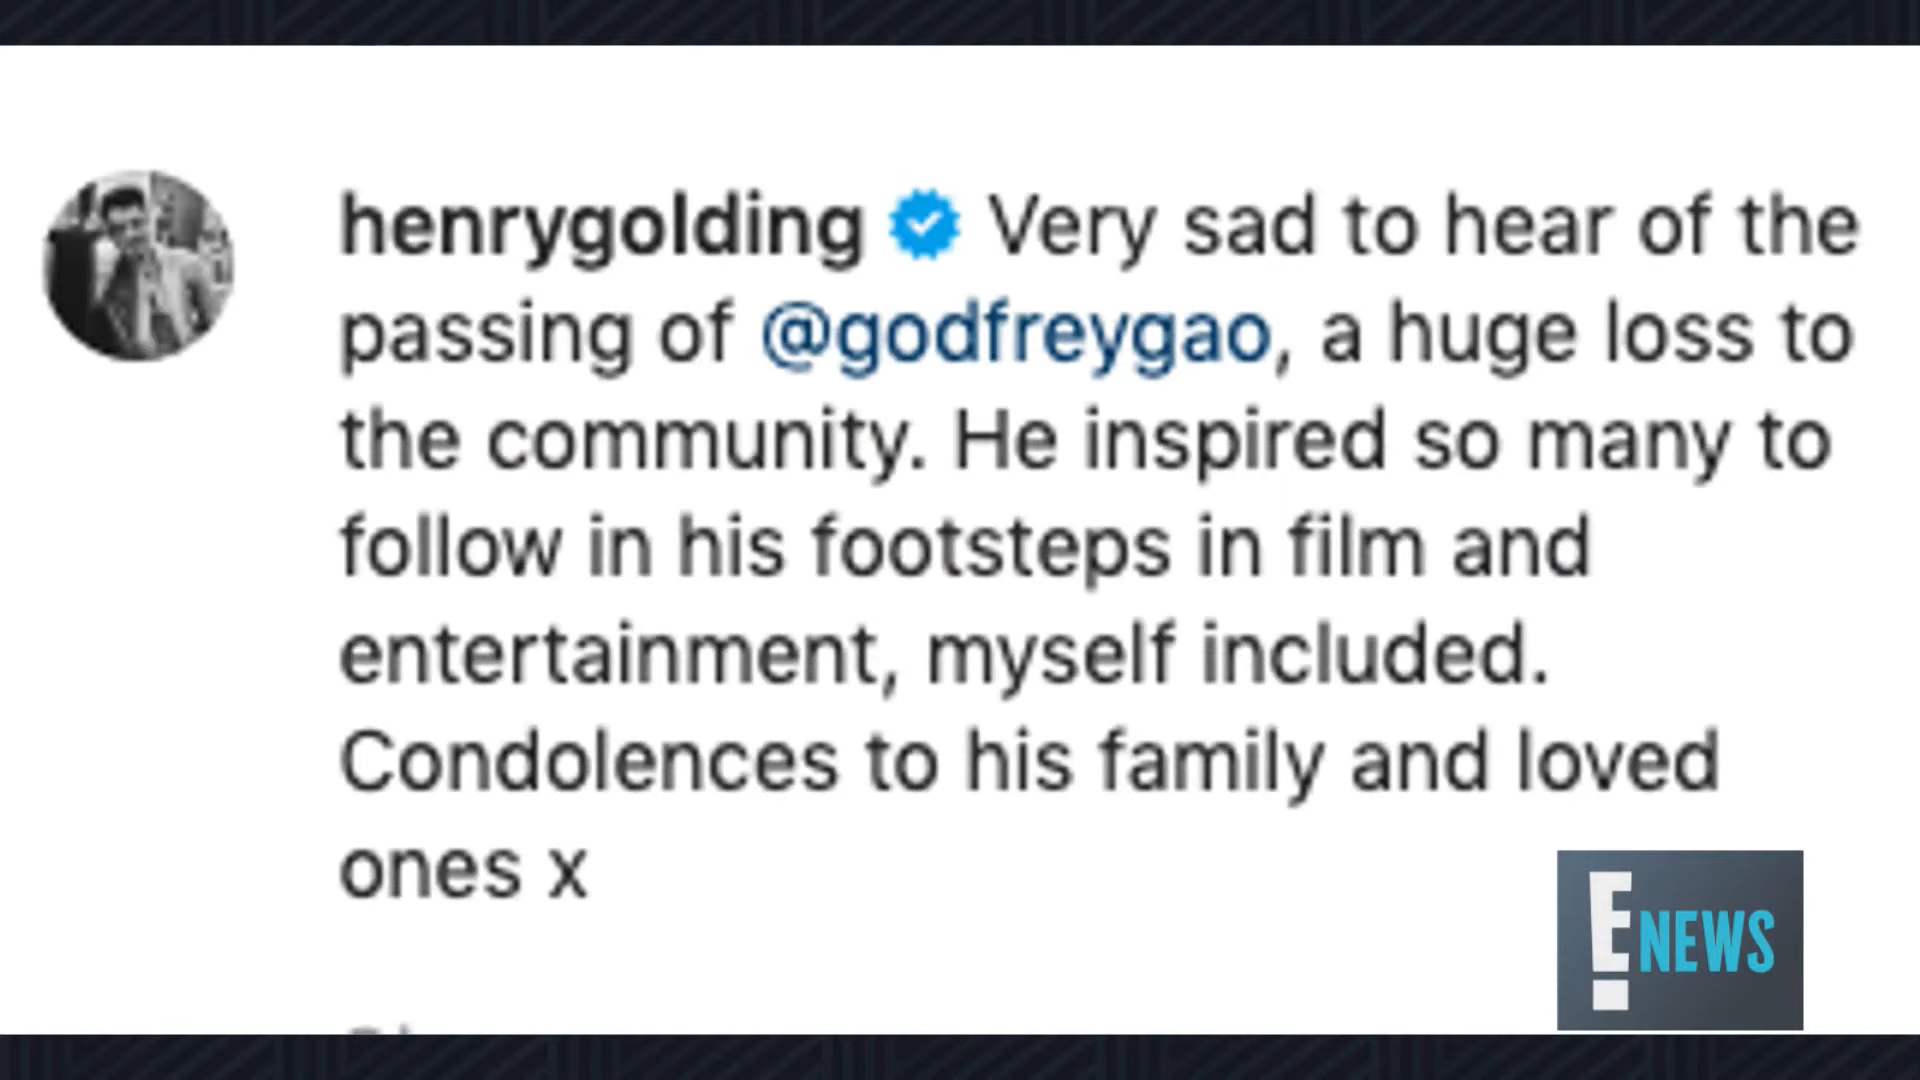 henrygolding Very sad to hear of the
passing of @godfreygao, a huge loss to
the community. He inspired so many to
follow in his footsteps in film and
entertainment, myself included.
Condolences to his family and loved
ones x
E! NEWS